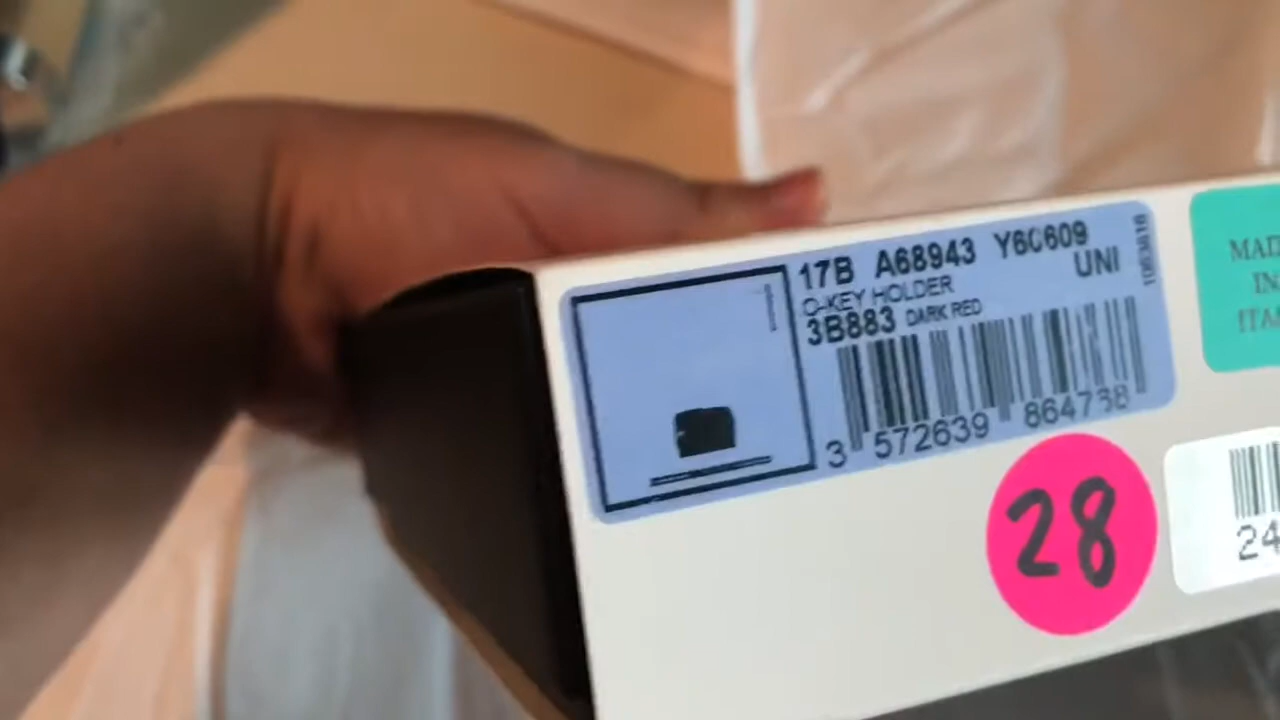 17B A68943 Y60609
UNI
O-KEY HOLDER
3B883 DARK RED
3 572639 864738
MAD
IN
ITA
28
24